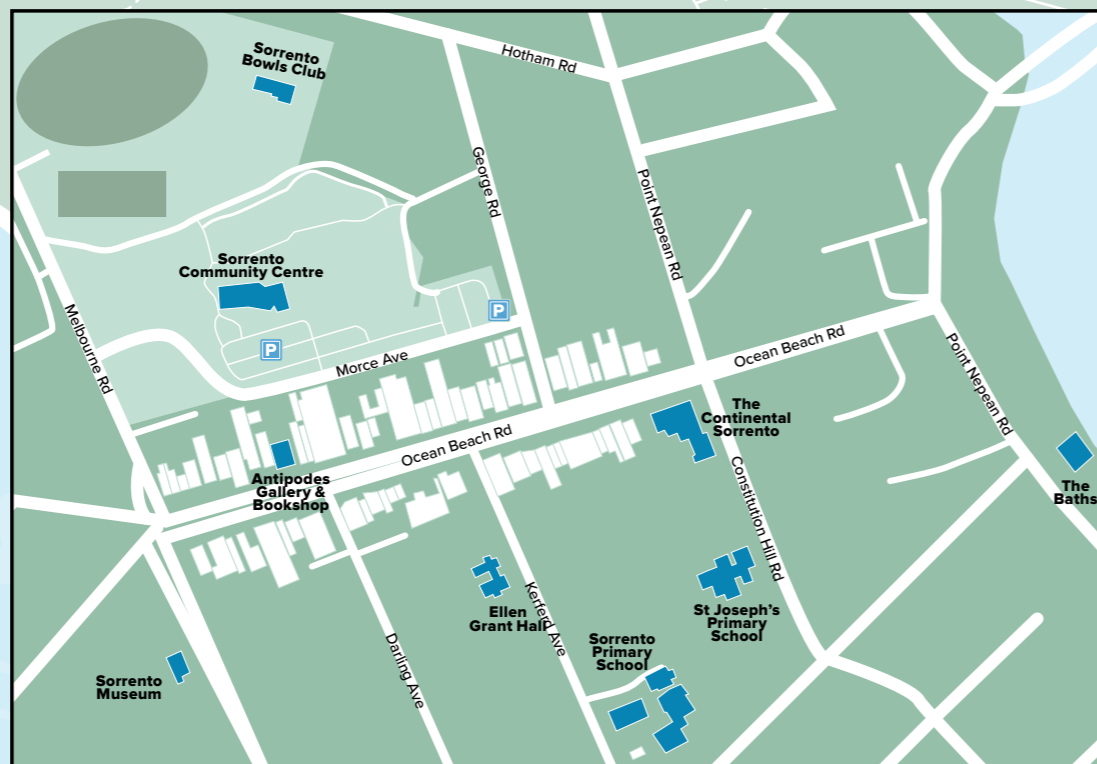 Sorrento
Bowls Club
Hotham Rd
George Rd
Point Nepean Rd
Sorrento
Community Centre
P
P
Melbourne Rd
Morce Ave
Ocean Beach Rd
Point Nepean Rd
The
Continental
Sorrento
Ocean Beach Rd
Antipodes
Gallery &
Bookshop
The
Baths
Constitution Hill Rd
Ellen
Grant Hall
Kerferd Ave
St Joseph's
Primary
School
Sorrento
Primary
School
Darling Ave
Sorrento
Museum